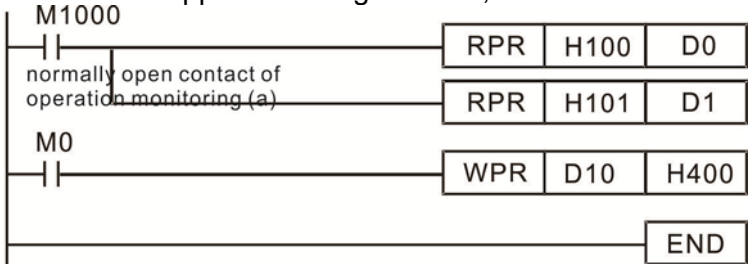 M1000
RPR H100 D0
normally open contact of
operation monitoring (a)
RPR H101 D1
M0
WPR D10 H400
END